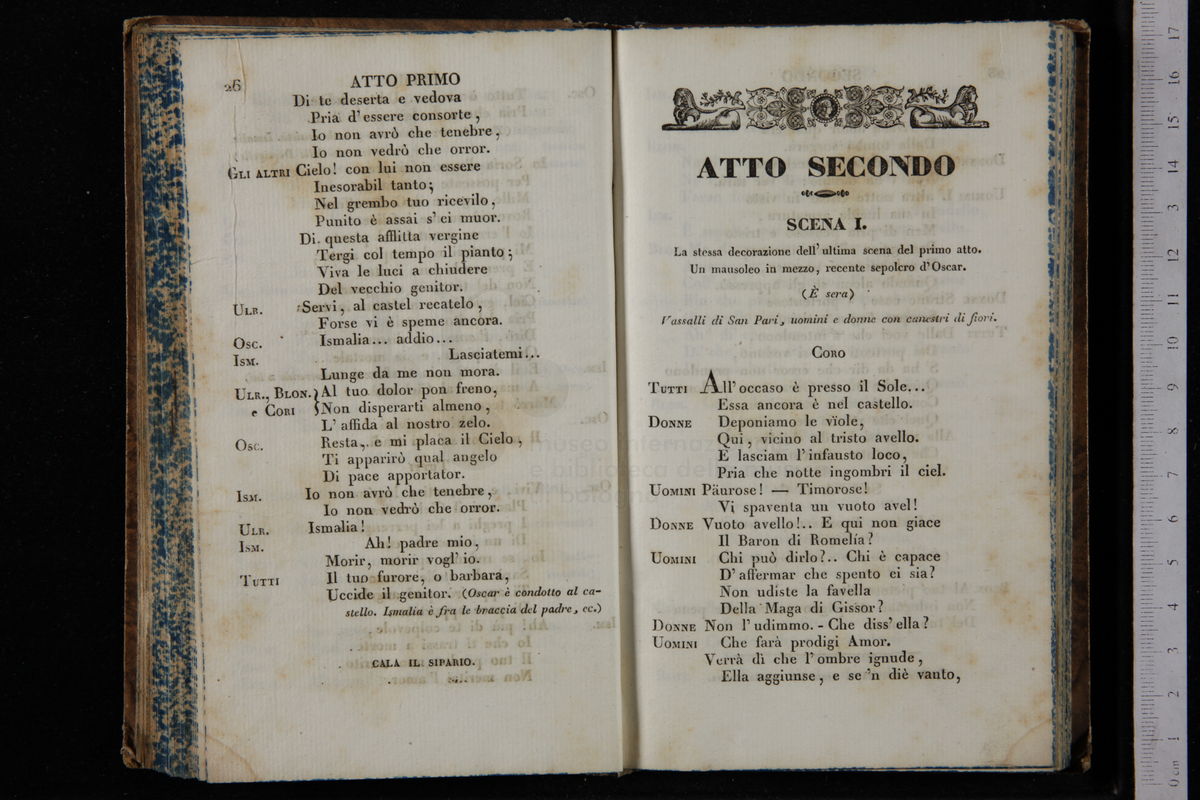 26 ATTO PRIMO
Di te deserta e vedova
Pria d'essere consorte,
Io non avrò che tenebre,
Io non vedrò che orror.
GLI ALTRI Cielo! con lui non essere
Inesorabil tanto;
Nel grembo tuo ricevilo,
Punito è assai s'ei muor.
Di questa afflitta vergine
Tergi col tempo il pianto;
Viva le luci a chiudere
Del vecchio genitor.
ULR. Servi, al castel recatelo,
Forse vi è speme ancora.
OSC. Ismalia... addio...
ISM. Lasciatemi...
Lunge da me non mora.
ULR., BLON. Al tuo dolor pon freno,
e CORI Non disperarti almeno,
L'affida al nostro zelo.
OSC. Resta, e mi placa il Cielo,
Ti apparirò qual angelo
Di pace apportator.
ISM. Io non avrò che tenebre,
Io non vedrò che orror.
ULR. Ismalia!
ISM. Ah! padre mio,
Morir, morir vogl'io.
TUTTI Il tuo furore, o barbara,
Uccide il genitor. (Oscar è condotto al ca-
stello. Ismalia è fra le braccia del padre, ec.)
CALA IL SIPARIO.
ATTO SECONDO
SCENA I.
La stessa decorazione dell'ultima scena del primo atto.
Un mausoleo in mezzo, recente sepolcro d'Oscar.
(È sera)
Vassalli di San Pari, uomini e donne con canestri di fiori.
CORO
TUTTI All'occaso è presso il Sole...
Essa ancora è nel castello.
DONNE Deponiamo le vïole,
Qui, vicino al tristo avello.
E lasciam l'infausto loco,
Pria che notte ingombri il ciel.
UOMINI Päurose! — Timorose!
Vi spaventa un vuoto avel!
DONNE Vuoto avello!.. E qui non giace
Il Baron di Romelía?
UOMINI Chi può dirlo?.. Chi è capace
D'affermar che spento ei sia?
Non udiste la favella
Della Maga di Gissor?
DONNE Non l'udimmo. - Che diss'ella?
UOMINI Che farà prodigi Amor.
Verrà dì che l'ombre ignude,
Ella aggiunse, e se 'n diè vanto,